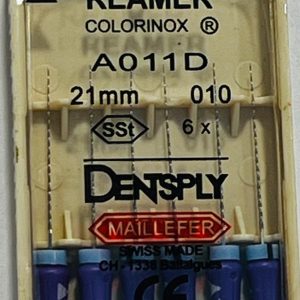 REAMER
COLORINOX ®
A011D
21mm 010
SSt 6 x
DENTSPLY
MAILLEFER
SWISS MADE
CH - 1338 Ballaigues
CE